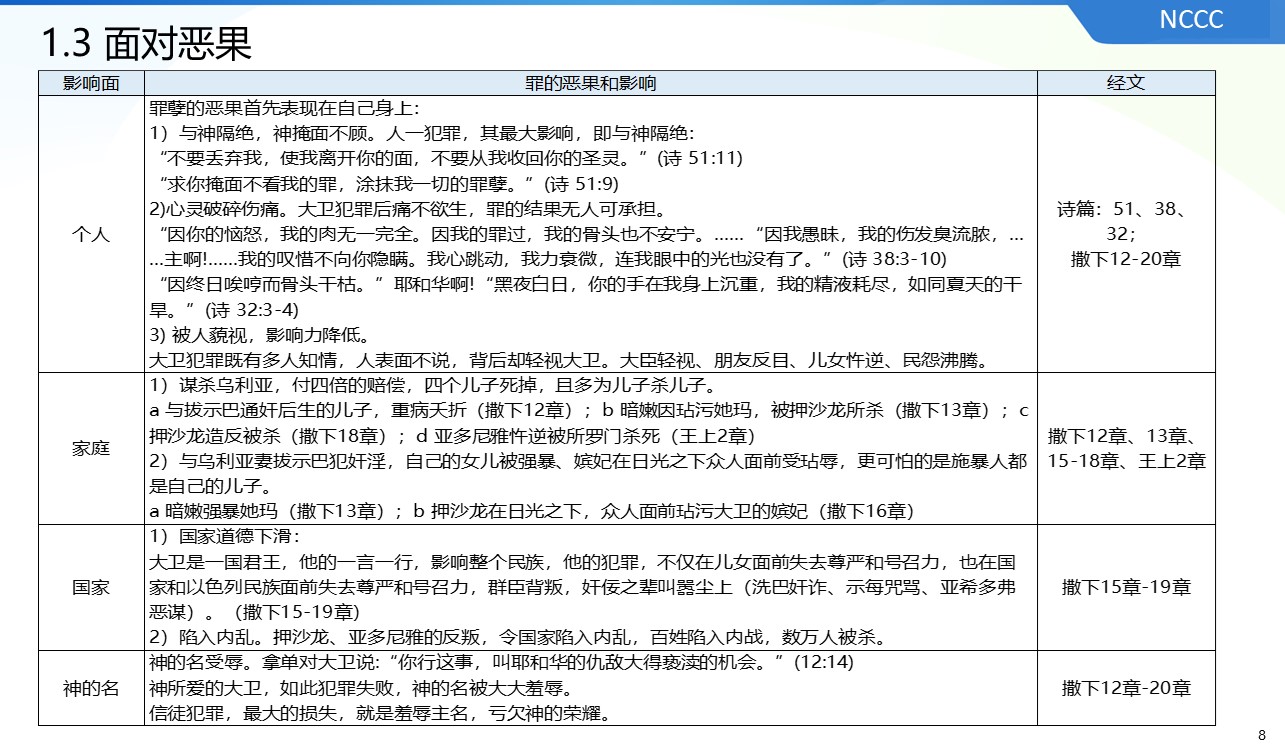 NCCC
1.3 面对恶果
影响面
罪的恶果和影响
经文
个人
罪孽的恶果首先表现在自己身上：
1）与神隔绝，神掩面不顾。人一犯罪，其最大影响，即与神隔绝：
“不要丢弃我，使我离开你的面，不要从我收回你的圣灵。”(诗 51:11)
“求你掩面不看我的罪，涂抹我一切的罪孽。”(诗 51:9)
2)心灵破碎伤痛。大卫犯罪后痛不欲生，罪的结果无人可承担。
“因你的恼怒，我的肉无一完全。因我的罪过，我的骨头也不安宁。…… “因我愚昧，我的伤发臭流脓，…
…主啊!……我的叹惜不向你隐瞒。我心跳动，我力衰微，连我眼中的光也没有了。”(诗 38:3-10)
“因终日唉哼而骨头干枯。”耶和华啊!“黑夜白日，你的手在我身上沉重，我的精液耗尽，如同夏天的干
旱。”(诗 32:3-4)
3) 被人藐视，影响力降低。
大卫犯罪既有多人知情，人表面不说，背后却轻视大卫。大臣轻视、朋友反目、儿女忤逆、民怨沸腾。
诗篇：51、38、
32；
撒下12-20章
家庭
1）谋杀乌利亚，付四倍的赔偿，四个儿子死掉，且多为儿子杀儿子。
a 与拔示巴通奸后生的儿子，重病夭折（撒下12章）；b 暗嫩因玷污她玛，被押沙龙所杀（撒下13章）；c
押沙龙造反被杀（撒下18章）；d 亚多尼雅忤逆被所罗门杀死（王上2章）
2）与乌利亚妻拔示巴犯奸淫，自己的女儿被强暴、嫔妃在日光之下众人面前受玷辱，更可怕的是施暴人都
是自己的儿子。
a 暗嫩强暴她玛（撒下13章）；b 押沙龙在日光之下，众人面前玷污大卫的嫔妃（撒下16章）
撒下12章、13章、
15-18章、王上2章
国家
1）国家道德下滑：
大卫是一国君王，他的一言一行，影响整个民族，他的犯罪，不仅在儿女面前失去尊严和号召力，也在国
家和以色列民族面前失去尊严和号召力，群臣背叛，奸佞之辈叫嚣尘上（洗巴奸诈、示每咒骂、亚希多弗
恶谋）。（撒下15-19章)
2）陷入内乱。押沙龙、亚多尼雅的反叛，令国家陷入内乱，百姓陷入内战，数万人被杀。
撒下15章-19章
神的名
神的名受辱。拿单对大卫说:“你行这事，叫耶和华的仇敌大得亵渎的机会。”(12:14)
神所爱的大卫，如此犯罪失败，神的名被大大羞辱。
信徒犯罪，最大的损失，就是羞辱主名，亏欠神的荣耀。
撒下12章-20章
8